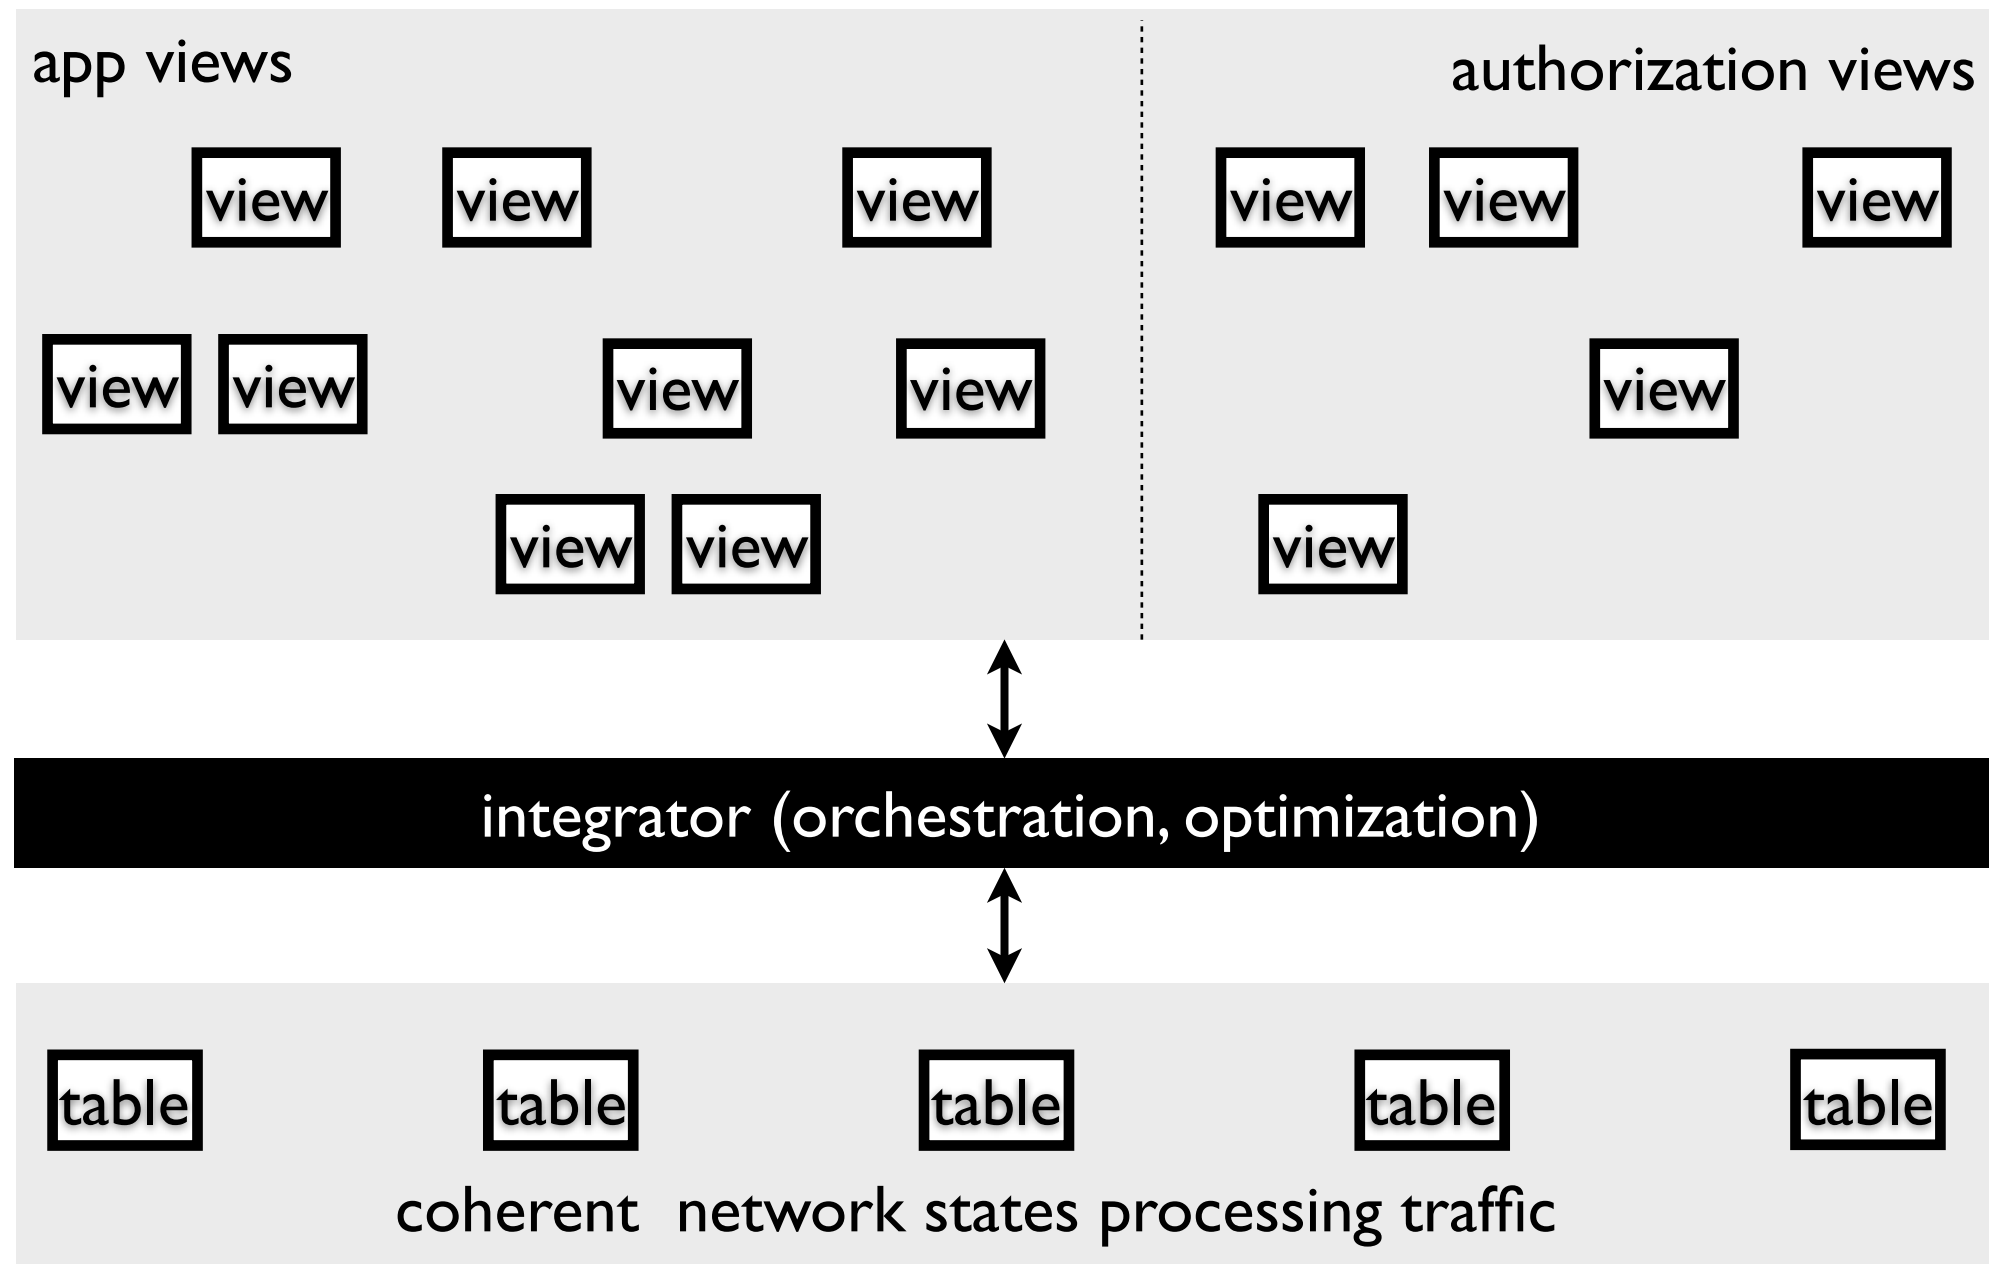 app views
authorization views
view view view view view view
view view view view view
view view view
integrator (orchestration, optimization)
table table table table table
coherent network states processing traffic